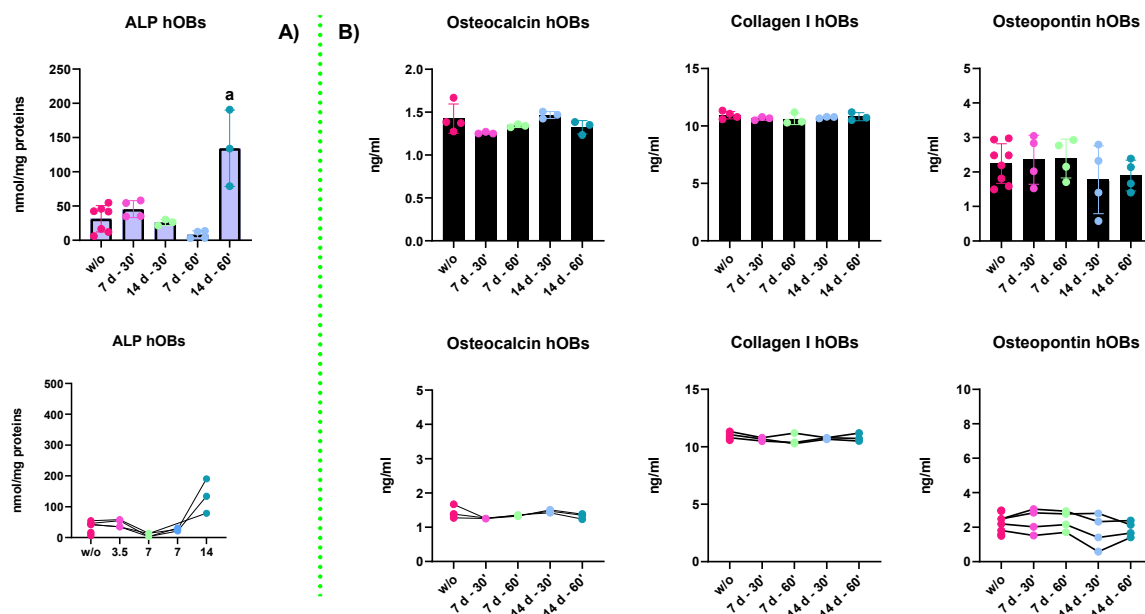 ALP hOBs
A)
nmol/mg proteins
250
200
150
100
50
0
a
w/o
7 d - 30'
14 d - 30'
7 d - 60'
14 d - 60'
B)
Osteocalcin hOBs
ng/ml
2.0
1.5
1.0
0.5
0.0
w/o
7 d - 30'
7 d - 60'
14 d - 30'
14 d - 60'
Collagen I hOBs
ng/ml
15
10
5
0
w/o
7 d - 30'
7 d - 60'
14 d - 30'
14 d - 60'
Osteopontin hOBs
ng/ml
5
4
3
2
1
0
w/o
7 d - 30'
7 d - 60'
14 d - 30'
14 d - 60'
ALP hOBs
nmol/mg proteins
500
400
300
200
100
0
w/o
3.5
7
7
14
Osteocalcin hOBs
ng/ml
5
4
3
2
1
0
w/o
7 d - 30'
7 d - 60'
14 d - 30'
14 d - 60'
Collagen I hOBs
ng/ml
15
10
5
0
w/o
7 d - 30'
7 d - 60'
14 d - 30'
14 d - 60'
Osteopontin hOBs
ng/ml
10
8
6
4
2
0
w/o
7 d - 30'
7 d - 60'
14 d - 30'
14 d - 60'